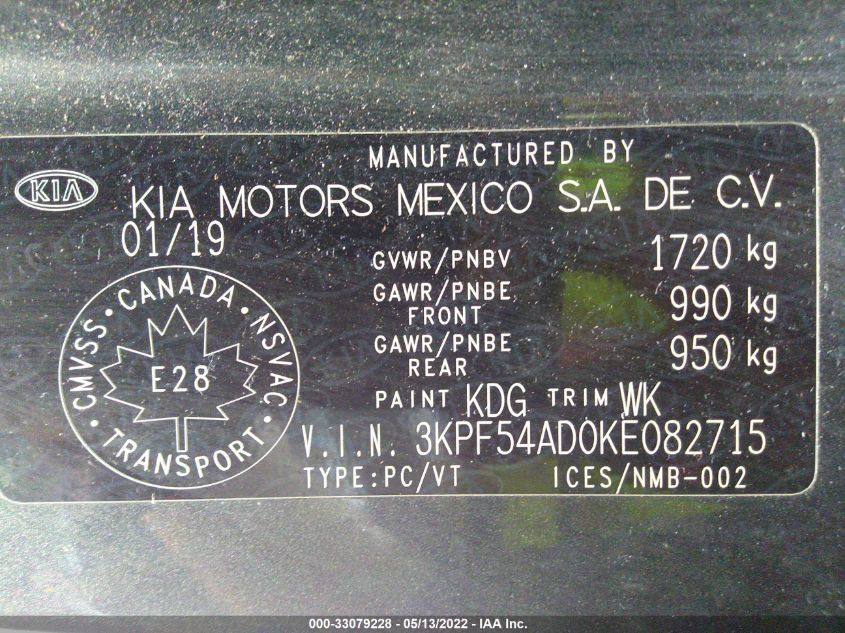 MANUFACTURED BY
KIA
KIA MOTORS MEXICO S.A. DE C.V.
01/19
GVWR/PNBV 1720 kg
GAWR/PNBE FRONT 990 kg
GAWR/PNBE REAR 950 kg
CMVSS • CANADA • NSVAC • TRANSPORT •
E28
PAINT KDG TRIM WK
V.I.N. 3KPF54AD0KE082715
TYPE:PC/VT ICES/NMB-002
000-33079228 - 05/13/2022 - IAA Inc.